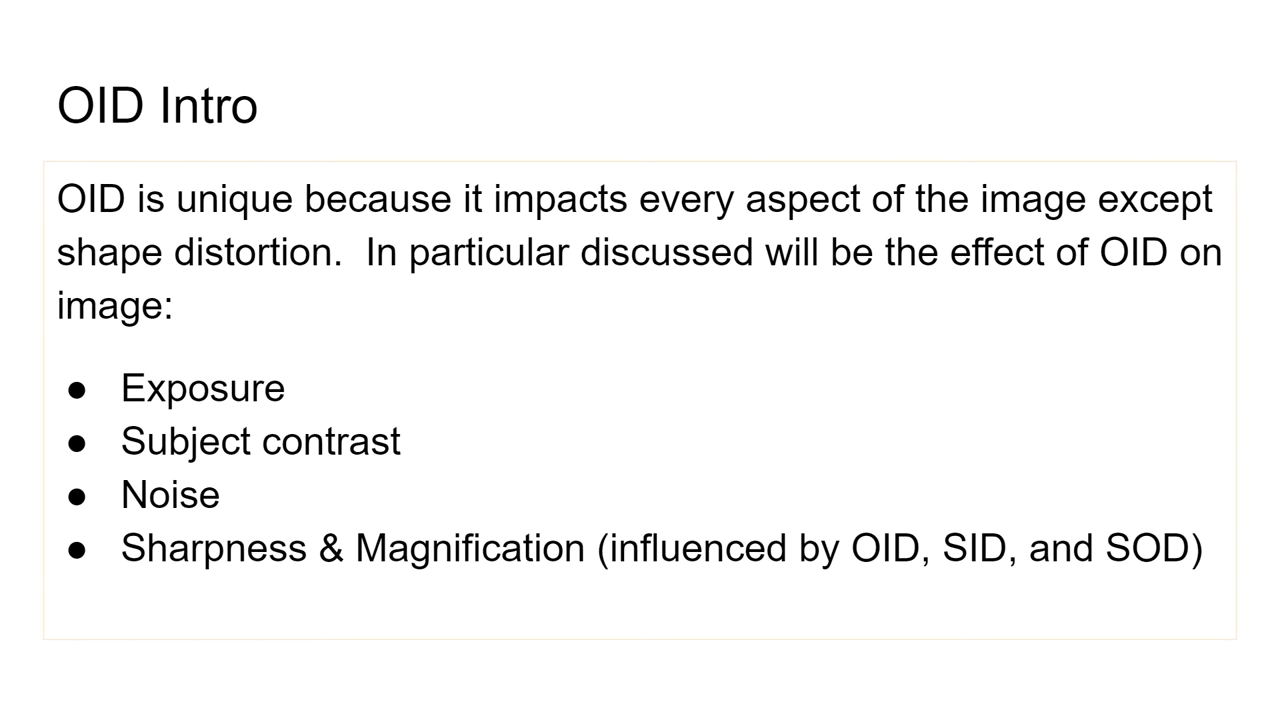 OID Intro
OID is unique because it impacts every aspect of the image except
shape distortion.  In particular discussed will be the effect of OID on
image:
● Exposure
● Subject contrast
● Noise
● Sharpness & Magnification (influenced by OID, SID, and SOD)